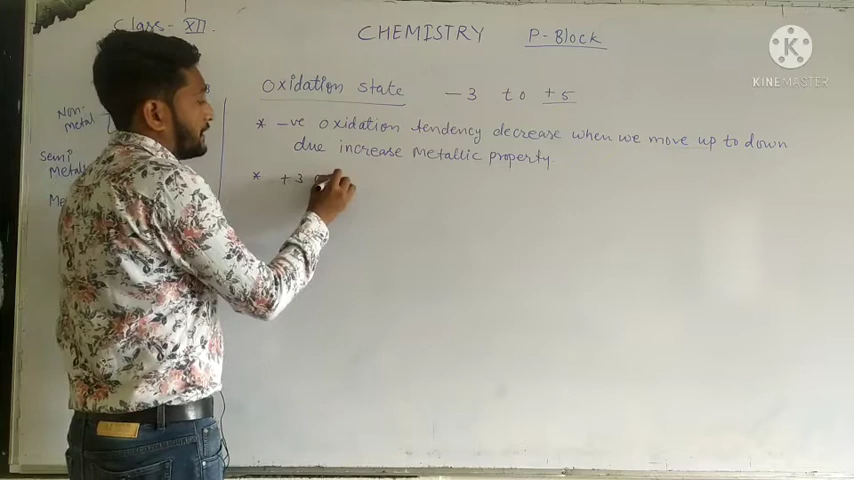 Class- XII.
CHEMISTRY P-Block
KINEMASTER
Oxidation state -3 to +5
Non-
metal
* -ve oxidation tendency decrease when we move up to down
due increase Metallic property.
Semi
Metal
* +3